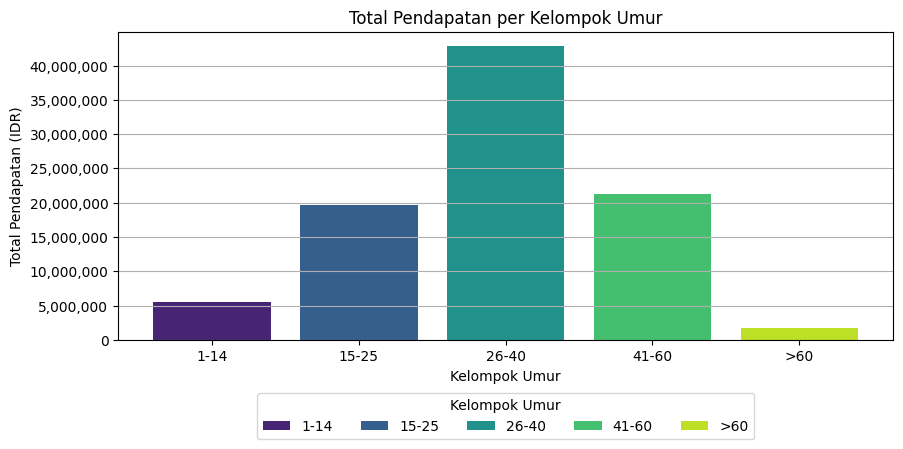 Total Pendapatan per Kelompok Umur
Total Pendapatan (IDR)
40,000,000
35,000,000
30,000,000
25,000,000
20,000,000
15,000,000
10,000,000
5,000,000
0
1-14 15-25 26-40 41-60 >60
Kelompok Umur
Kelompok Umur
1-14 15-25 26-40 41-60 >60